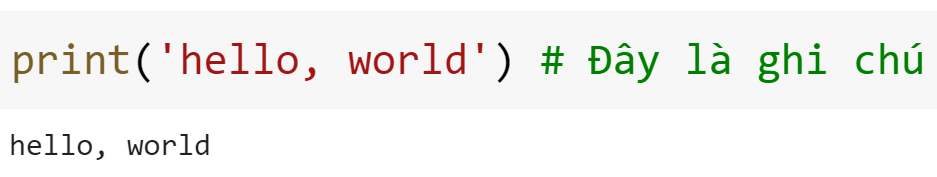 print('hello, world') # Đây là ghi chú
hello, world